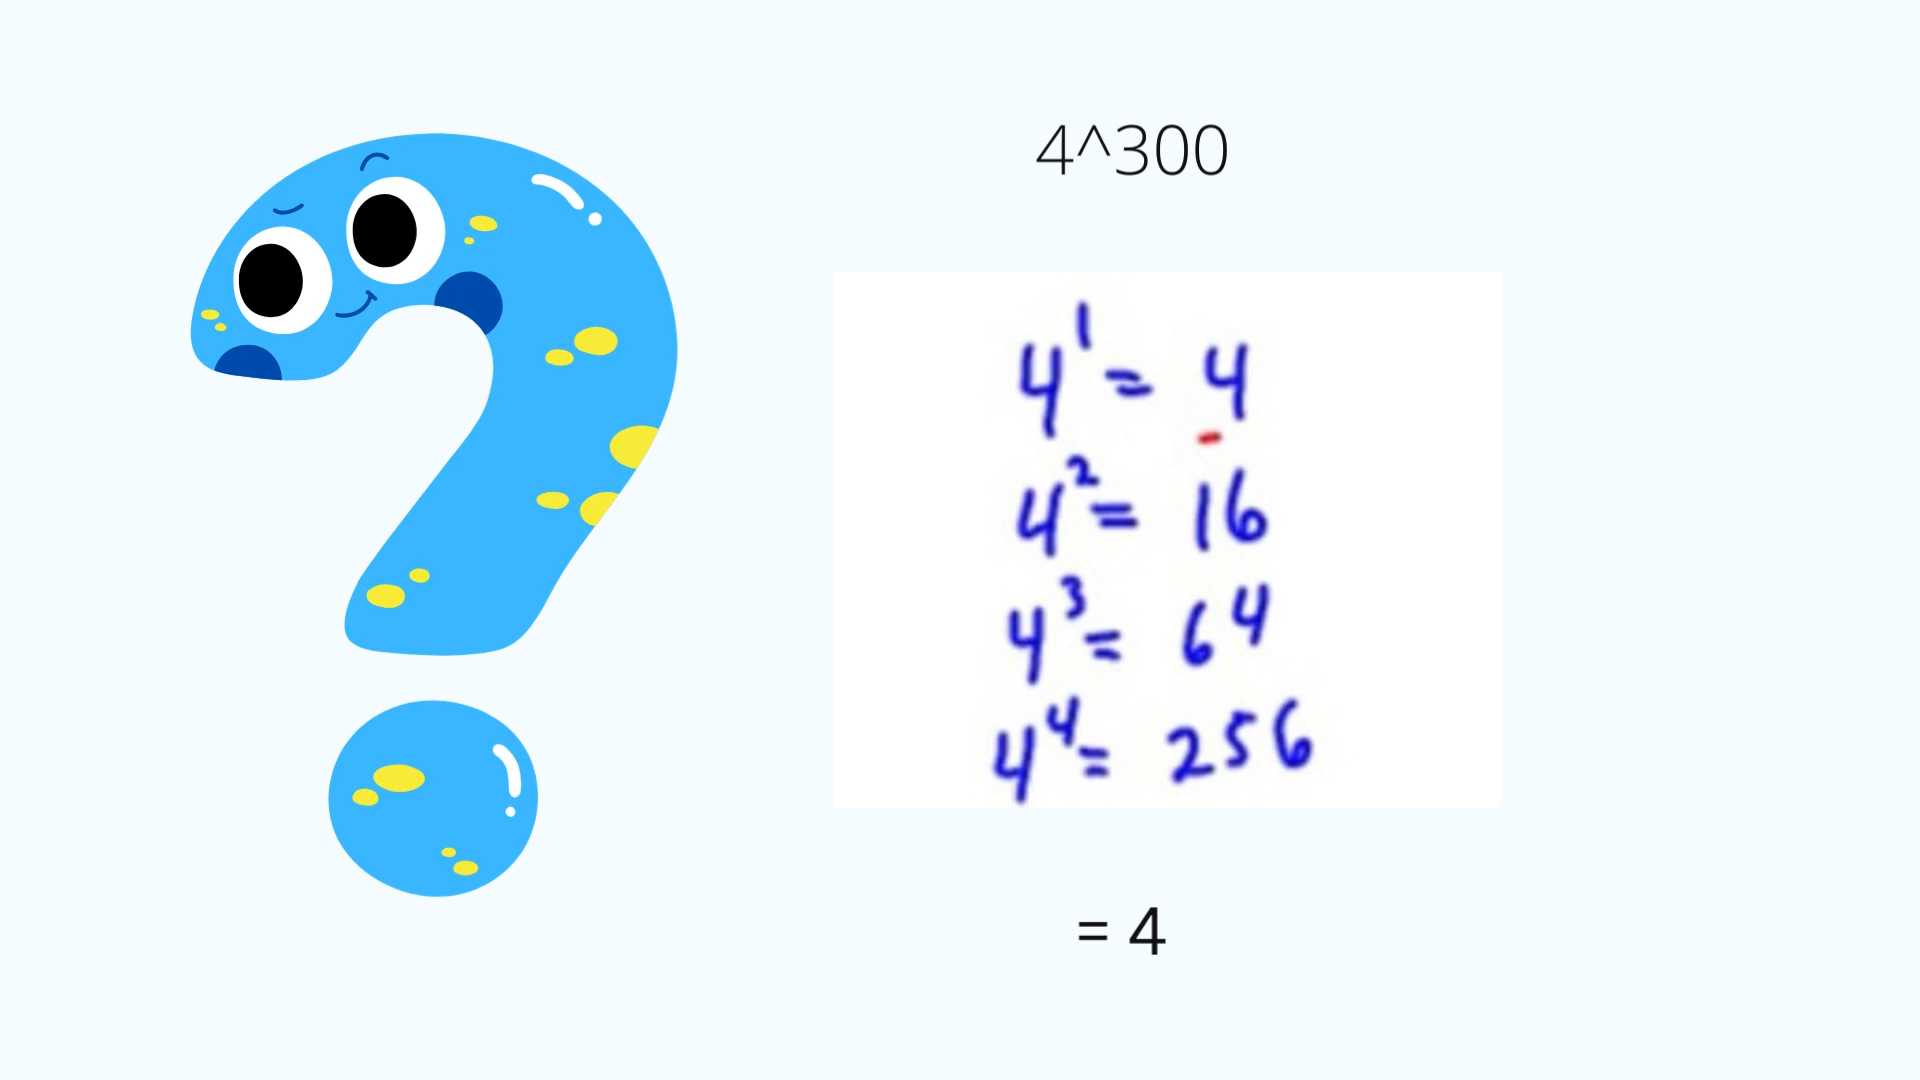 4^300
4¹ = 4
4² = 16
4³ = 64
4⁴ = 256
= 4